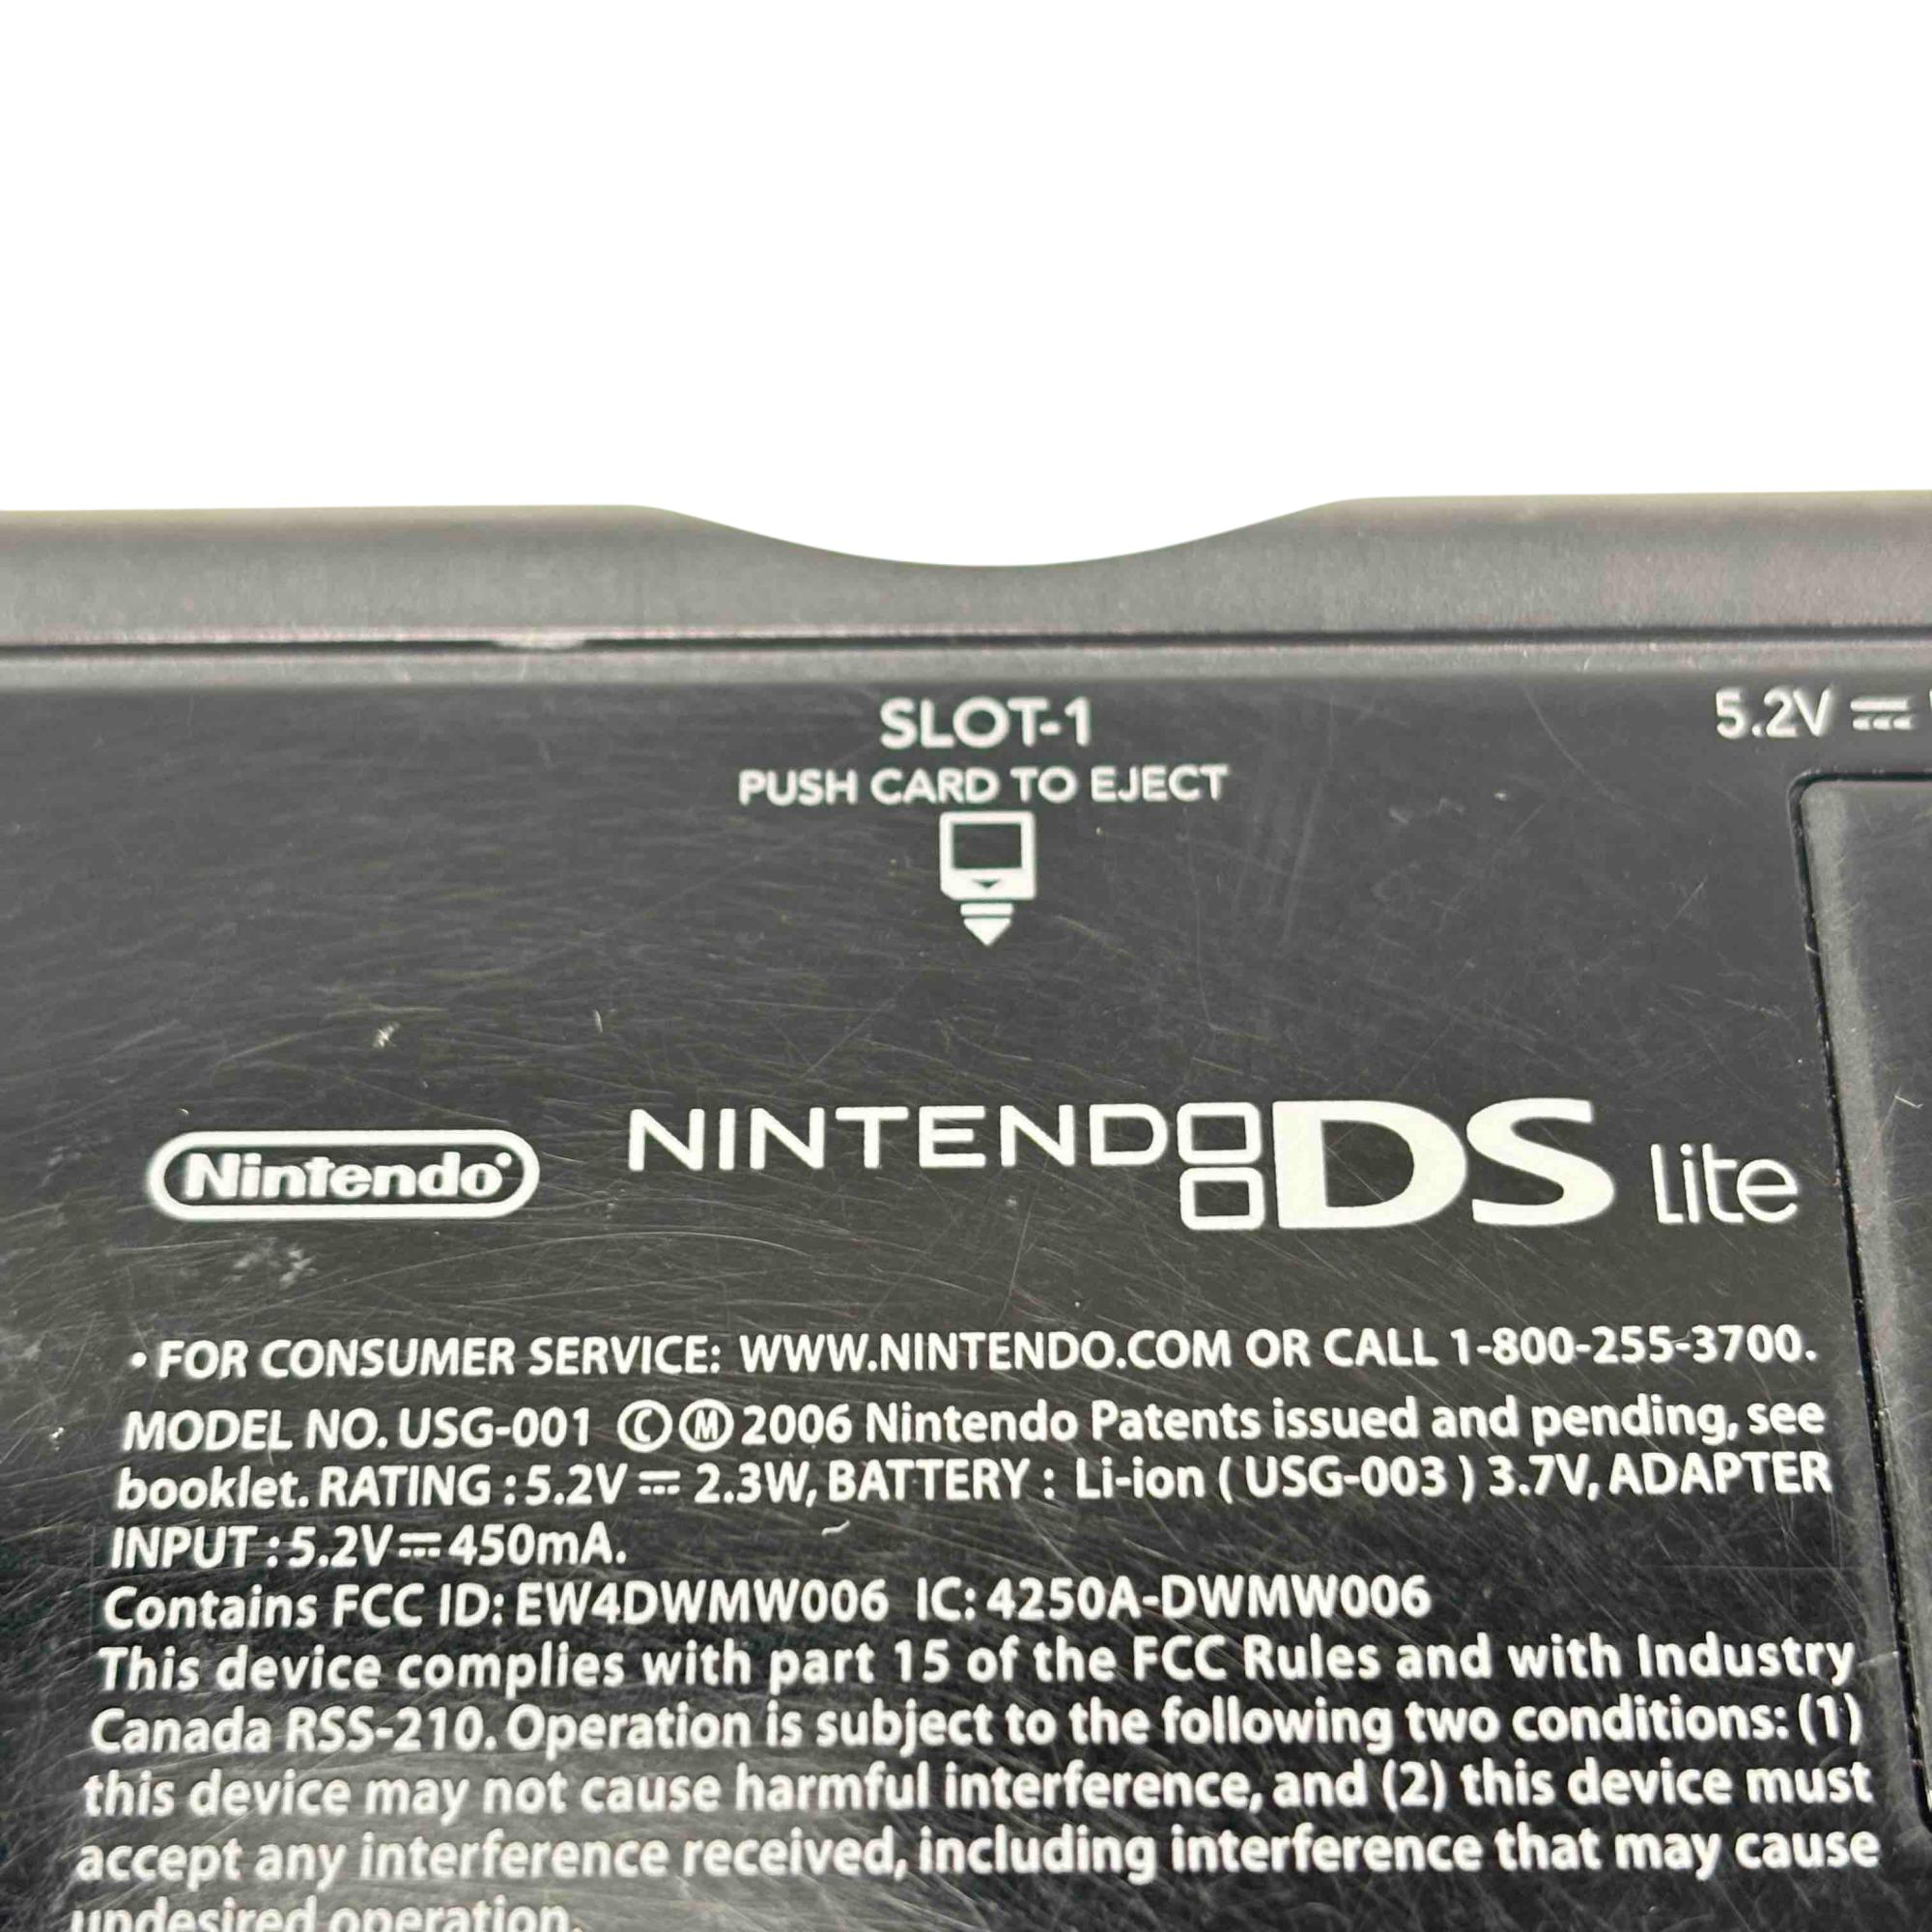 SLOT-1
5.2V ⎓
PUSH CARD TO EJECT
Nintendo®
NINTENDO DS Lite
• FOR CONSUMER SERVICE: WWW.NINTENDO.COM OR CALL 1-800-255-3700.
MODEL NO. USG-001 ©Ⓜ2006 Nintendo Patents issued and pending, see
booklet. RATING : 5.2V ⎓ 2.3W, BATTERY : Li-ion ( USG-003 ) 3.7V, ADAPTER
INPUT : 5.2V⎓450mA.
Contains FCC ID: EW4DWMW006 IC: 4250A-DWMW006
This device complies with part 15 of the FCC Rules and with Industry
Canada RSS-210. Operation is subject to the following two conditions: (1)
this device may not cause harmful interference, and (2) this device must
accept any interference received, including interference that may cause
undesired operation.